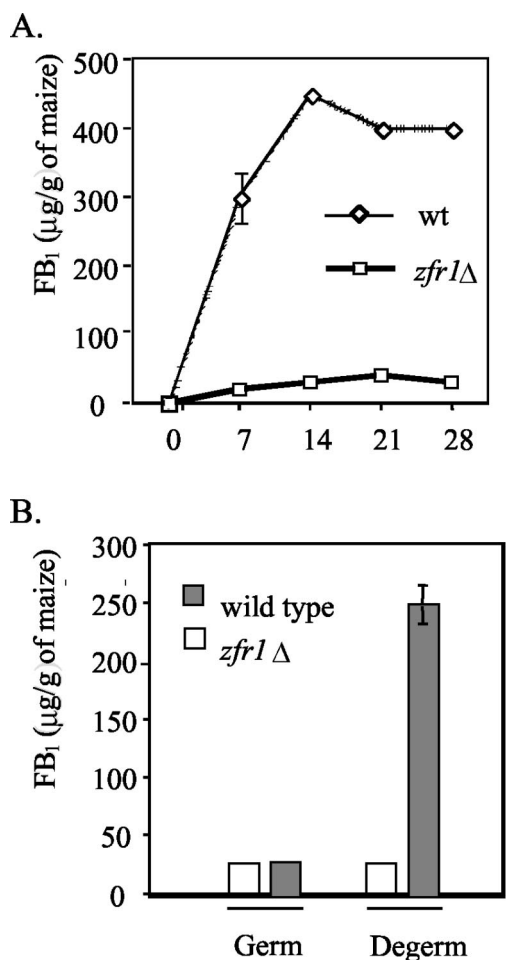 A.
FB₁ (µg/g) of maize)
500
400
300
200
100
0
wt
zfr1Δ
0 7 14 21 28
B.
FB₁ (µg/g) of maize)
300
250
200
150
100
50
0
wild type
zfr1 Δ
Germ Degerm